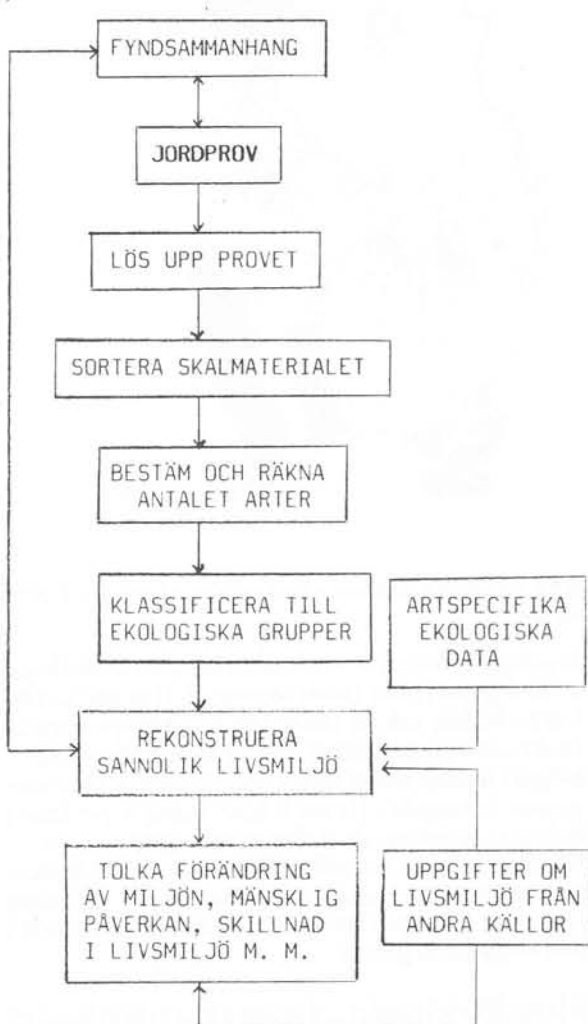 FYNDSAMMANHANG
JORDPROV
LÖS UPP PROVET
SORTERA SKALMATERIALET
BESTÄM OCH RÄKNA
ANTALET ARTER
KLASSIFICERA TILL
EKOLOGISKA GRUPPER
ARTSPECIFIKA
EKOLOGISKA
DATA
REKONSTRUERA
SANNOLIK LIVSMILJÖ
TOLKA FÖRÄNDRING
AV MILJÖN, MÄNSKLIG
PÅVERKAN, SKILLNAD
I LIVSMILJÖ M. M.
UPPGIFTER OM
LIVSMILJÖ FRÅN
ANDRA KÄLLOR